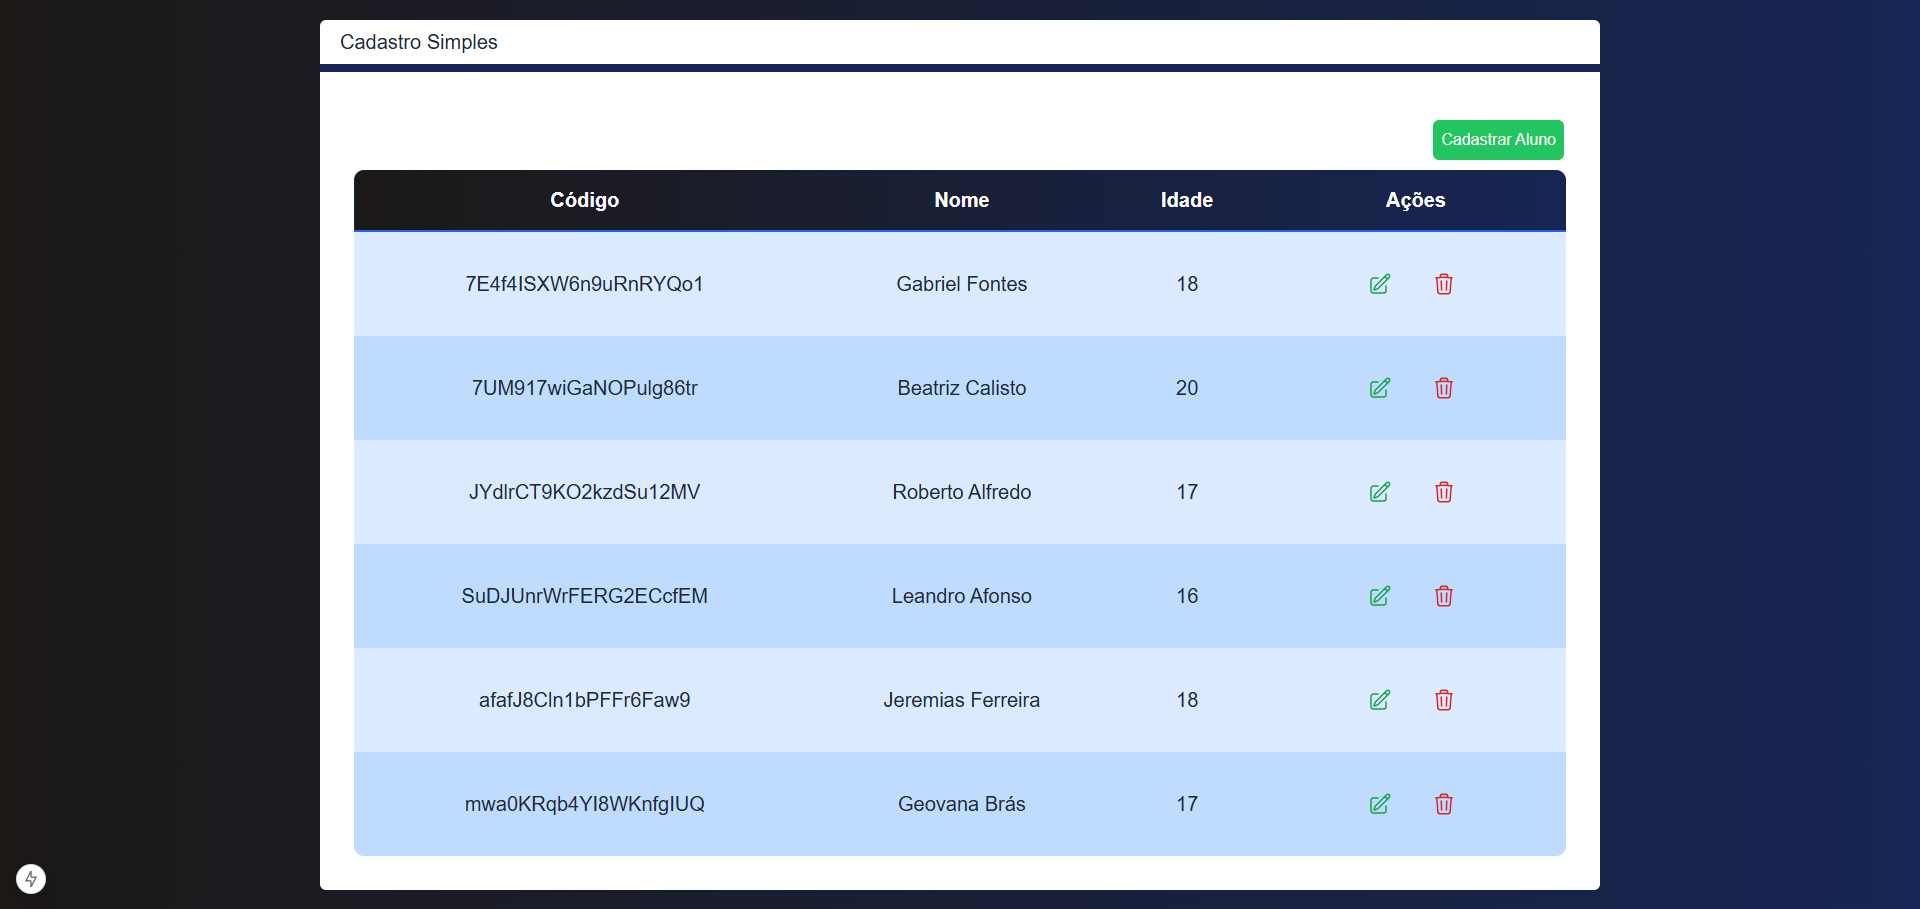 Cadastro Simples
Cadastrar Aluno
Código Nome Idade Ações
7E4f4ISXW6n9uRnRYQo1 Gabriel Fontes 18
7UM917wiGaNOPulg86tr Beatriz Calisto 20
JYdlrCT9KO2kzdSu12MV Roberto Alfredo 17
SuDJUnrWrFERG2ECcfEM Leandro Afonso 16
afafJ8Cln1bPFFr6Faw9 Jeremias Ferreira 18
mwa0KRqb4YI8WKnfgIUQ Geovana Brás 17